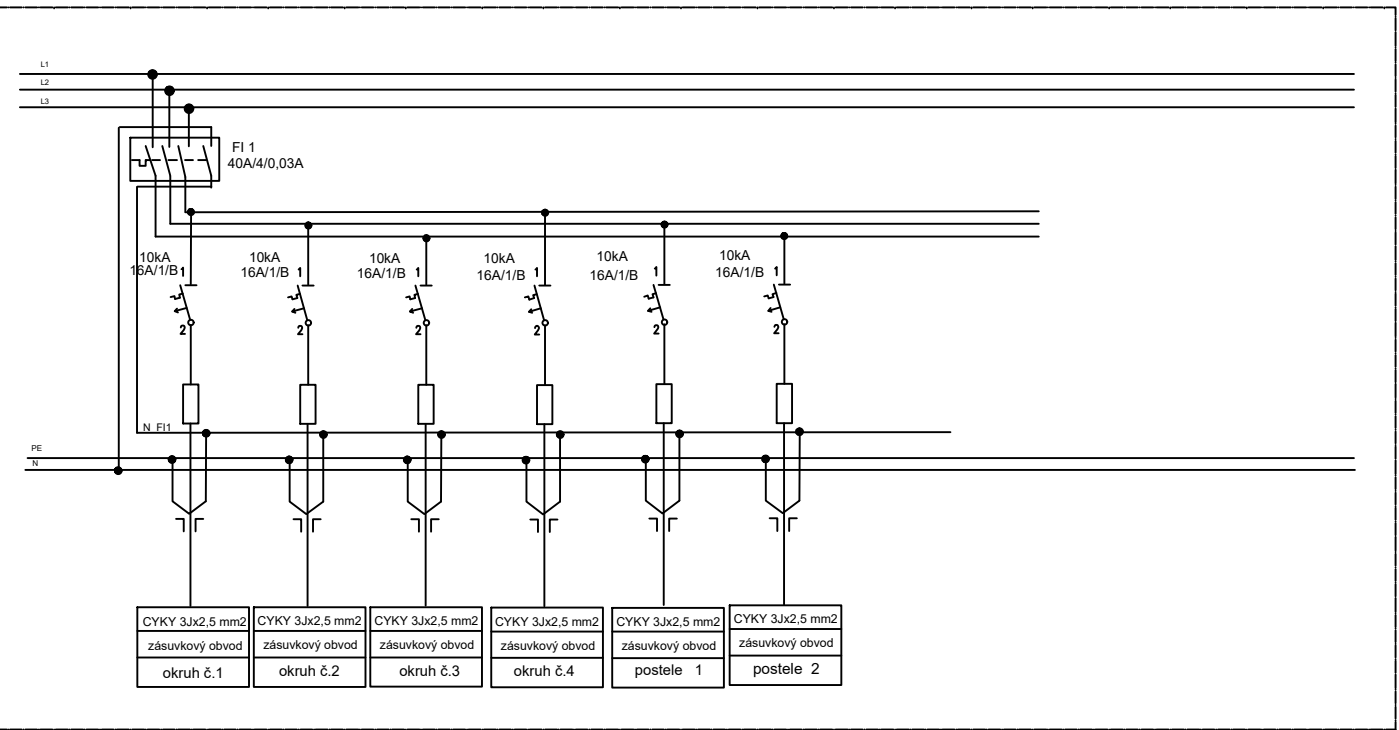 L1
L2
L3
FI 1
40A/4/0,03A
10kA
16A/1/B
1
2
10kA
16A/1/B
1
2
10kA
16A/1/B
1
2
10kA
16A/1/B
1
2
10kA
16A/1/B
1
2
10kA
16A/1/B
1
2
N FI1
PE
N
CYKY 3Jx2,5 mm2
zásuvkový obvod
okruh č.1
CYKY 3Jx2,5 mm2
zásuvkový obvod
okruh č.2
CYKY 3Jx2,5 mm2
zásuvkový obvod
okruh č.3
CYKY 3Jx2,5 mm2
zásuvkový obvod
okruh č.4
CYKY 3Jx2,5 mm2
zásuvkový obvod
postele 1
CYKY 3Jx2,5 mm2
zásuvkový obvod
postele 2